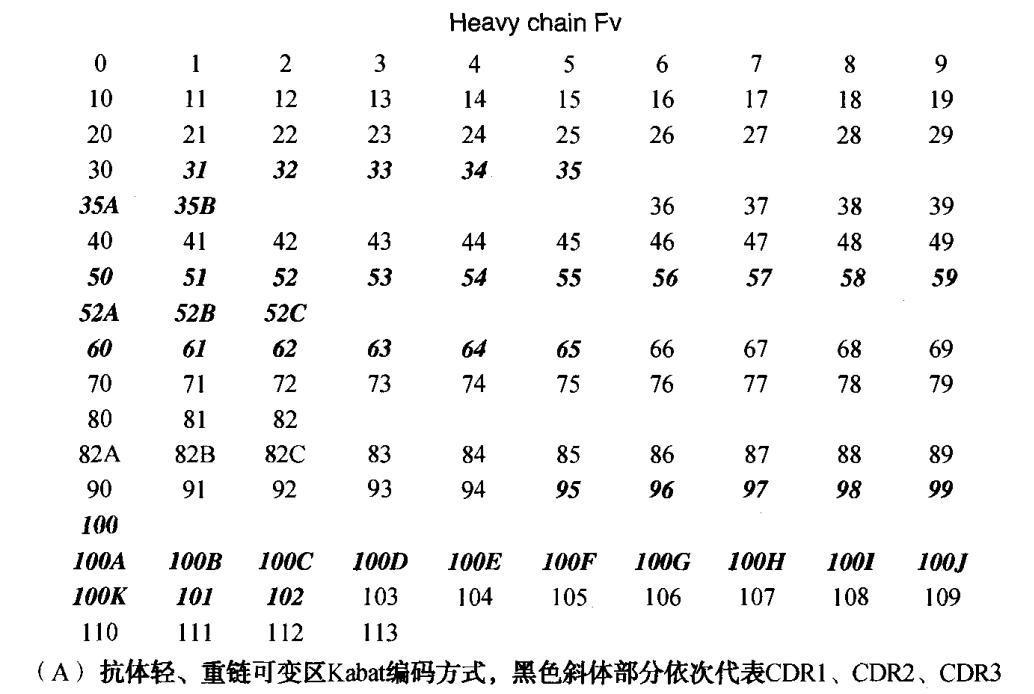 Heavy chain Fv
0 1 2 3 4 5 6 7 8 9
10 11 12 13 14 15 16 17 18 19
20 21 22 23 24 25 26 27 28 29
30 31 32 33 34 35
35A 35B 36 37 38 39
40 41 42 43 44 45 46 47 48 49
50 51 52 53 54 55 56 57 58 59
52A 52B 52C
60 61 62 63 64 65 66 67 68 69
70 71 72 73 74 75 76 77 78 79
80 81 82
82A 82B 82C 83 84 85 86 87 88 89
90 91 92 93 94 95 96 97 98 99
100
100A 100B 100C 100D 100E 100F 100G 100H 100I 100J
100K 101 102 103 104 105 106 107 108 109
110 111 112 113
（A）抗体轻、重链可变区Kabat编码方式，黑色斜体部分依次代表CDR1、CDR2、CDR3